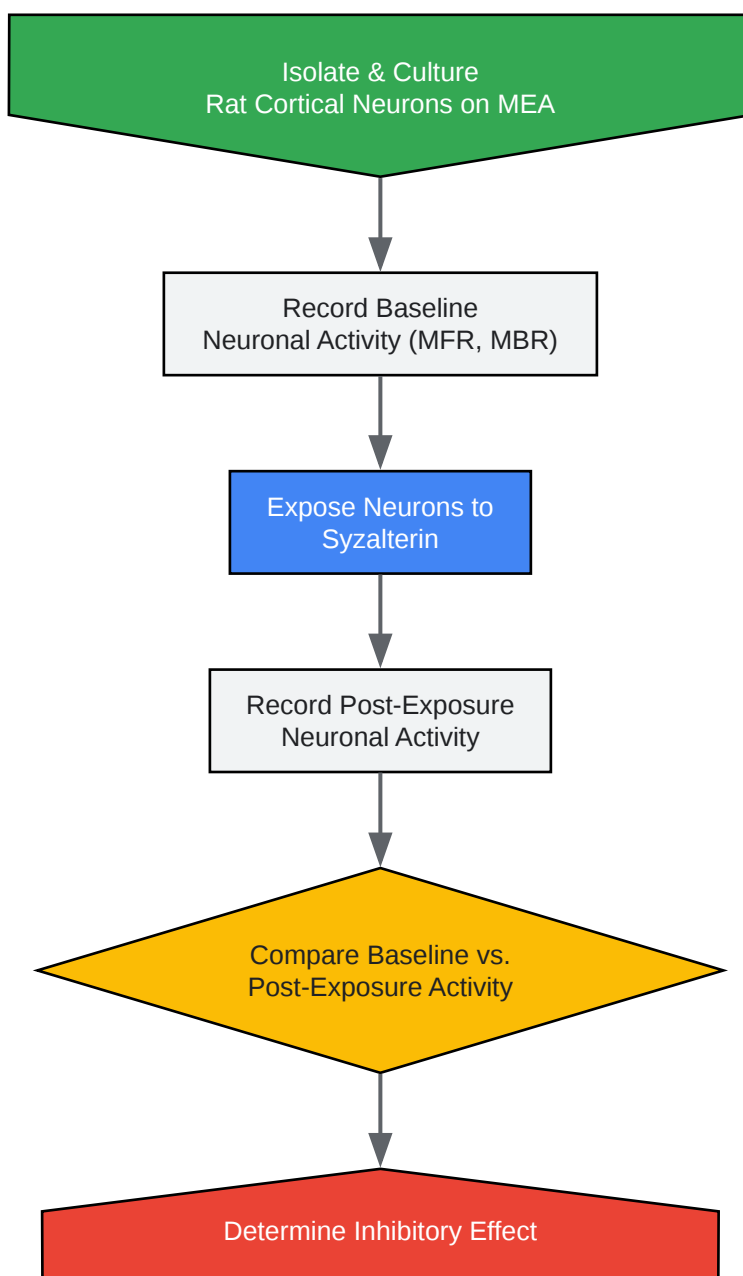 Isolate & Culture
Rat Cortical Neurons on MEA
Record Baseline
Neuronal Activity (MFR, MBR)
Expose Neurons to
Syzalterin
Record Post-Exposure
Neuronal Activity
Compare Baseline vs.
Post-Exposure Activity
Determine Inhibitory Effect